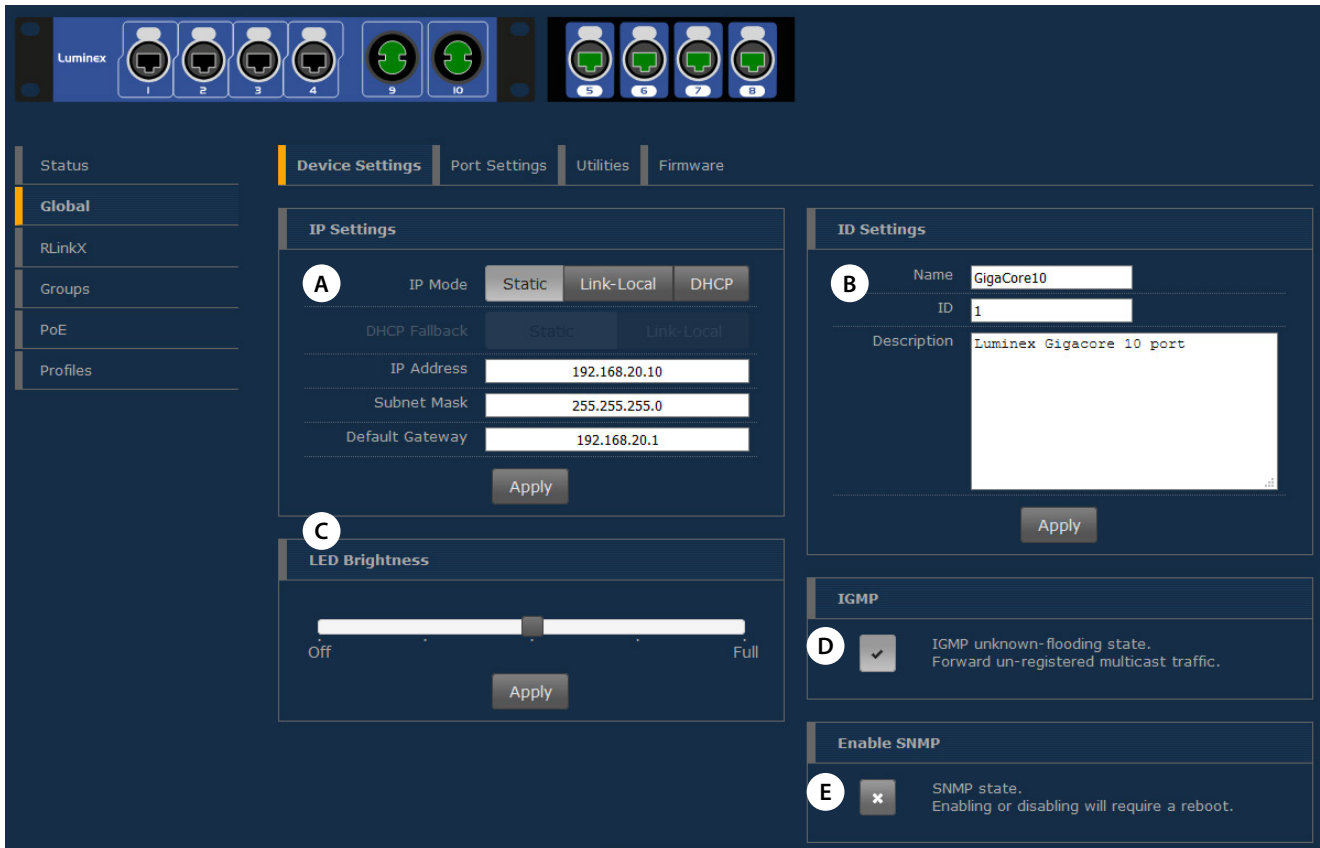 Luminex
1 2 3 4 9 10 5 6 7 8
Status
Global
RLinkX
Groups
PoE
Profiles
Device Settings Port Settings Utilities Firmware
IP Settings
A
IP Mode Static Link-Local DHCP
DHCP Fallback Static Link-Local
IP Address 192.168.20.10
Subnet Mask 255.255.255.0
Default Gateway 192.168.20.1
Apply
C
LED Brightness
Off Full
Apply
ID Settings
B
Name GigaCore10
ID 1
Description Luminex Gigacore 10 port
Apply
IGMP
D
IGMP unknown-flooding state.
Forward un-registered multicast traffic.
Enable SNMP
E
SNMP state.
Enabling or disabling will require a reboot.